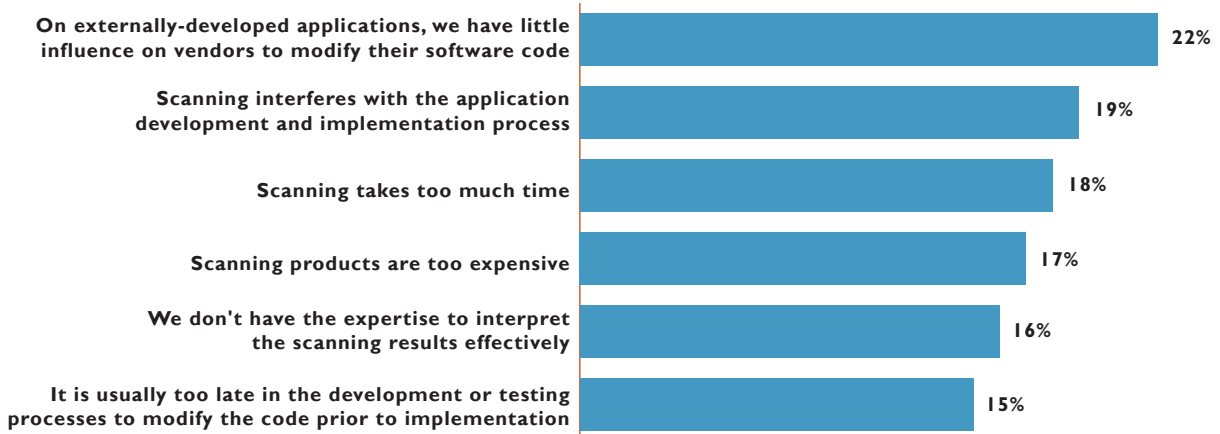 On externally-developed applications, we have little
influence on vendors to modify their software code
22%
Scanning interferes with the application
development and implementation process
19%
Scanning takes too much time
18%
Scanning products are too expensive
17%
We don't have the expertise to interpret
the scanning results effectively
16%
It is usually too late in the development or testing
processes to modify the code prior to implementation
15%